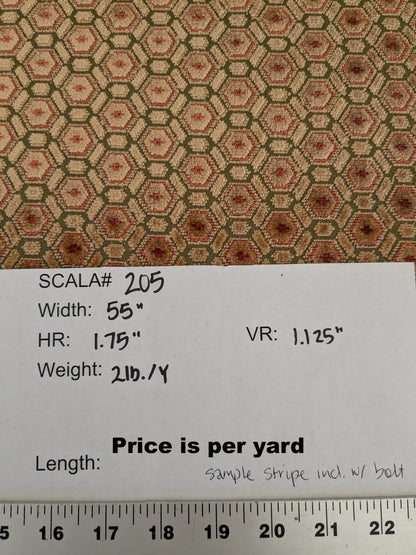 SCALA# 205
Width: 55"
HR: 1.75" VR: 1.125"
Weight: 2lb./Y
Price is per yard
Length:
sample stripe incl. w/ bolt
5 16 17 18 19 20 21 22